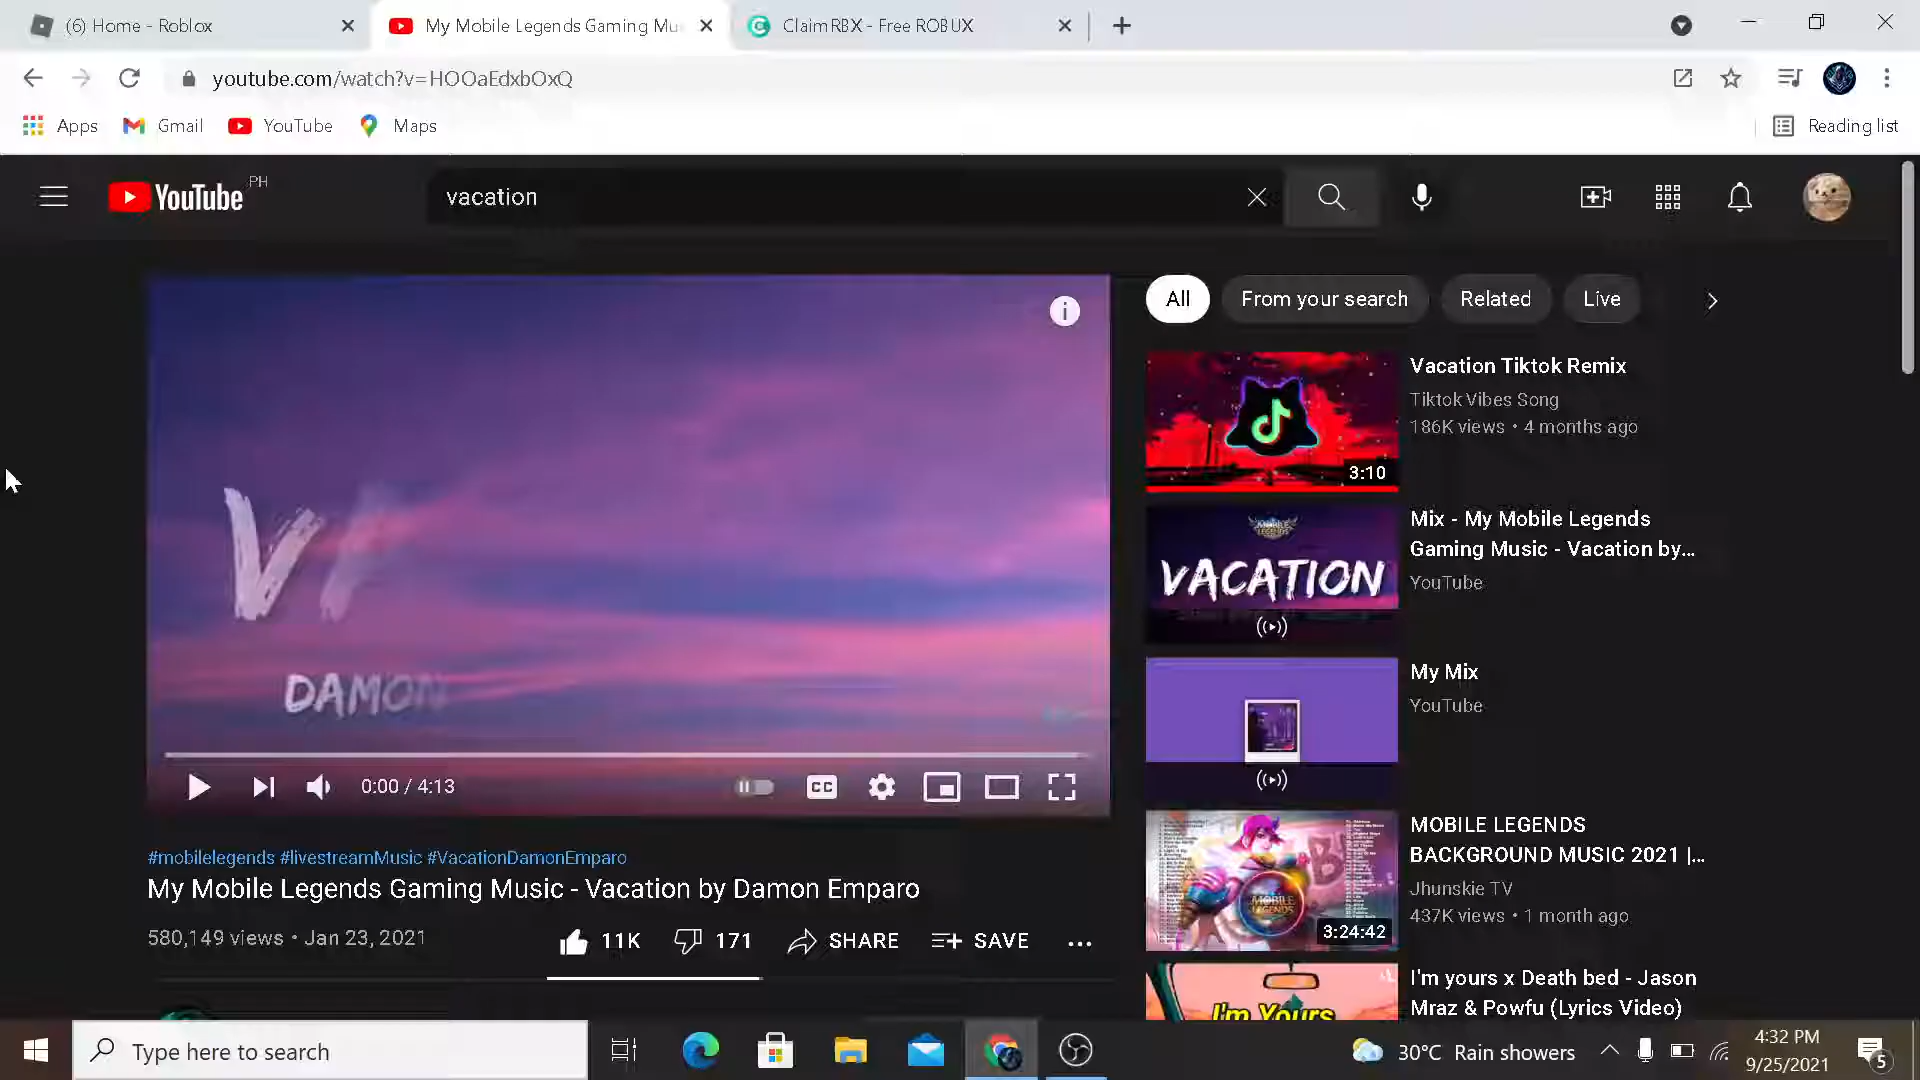 (6) Home - Roblox
My Mobile Legends Gaming Mu
ClaimRBX - Free ROBUX
youtube.com/watch?v=HOOaEdxbOxQ
Apps
Gmail
YouTube
Maps
Reading list
YouTube PH
vacation
All
From your search
Related
Live
V
DAMON
0:00 / 4:13
CC
#mobilelegends #livestreamMusic #VacationDamonEmparo
My Mobile Legends Gaming Music - Vacation by Damon Emparo
580,149 views • Jan 23, 2021
11K
171
SHARE
SAVE
3:10
Vacation Tiktok Remix
Tiktok Vibes Song
186K views • 4 months ago
MOBILE LEGENDS
VACATION
Mix - My Mobile Legends
Gaming Music - Vacation by...
YouTube
My Mix
YouTube
MOBILE LEGENDS
3:24:42
MOBILE LEGENDS
BACKGROUND MUSIC 2021 |...
Jhunskie TV
437K views • 1 month ago
I'm Yours
I'm yours x Death bed - Jason
Mraz & Powfu (Lyrics Video)
Type here to search
30°C Rain showers
4:32 PM
9/25/2021
5